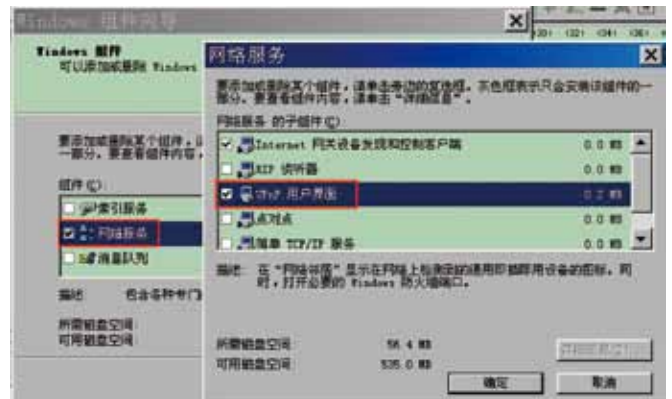 Windows 组件向导
Windows 组件
可以添加或删除 Windows
要添加或删除某个组件，
一部分。要查看组件内容，
组件(C):
索引服务
网络服务
消息队列
描述: 包含各种专门
所需磁盘空间
可用磁盘空间
网络服务
要添加或删除某个组件，请单击旁边的复选框。灰色框表示只会安装该组件的一
部分。要查看组件内容，请单击“详细信息”。
网络服务 的子组件(C):
Internet 网关设备发现和控制客户端 0.0 MB
RIP 侦听器 0.0 MB
UPnP 用户界面 0.2 MB
点对点 0.0 MB
简单 TCP/IP 服务 0.0 MB
描述: 在“网络邻居”显示在网络上检测到的通用即插即用设备的图标。同
时，打开必要的 Windows 防火墙端口。
所需磁盘空间: 56.4 MB
可用磁盘空间: 535.0 MB
确定
取消